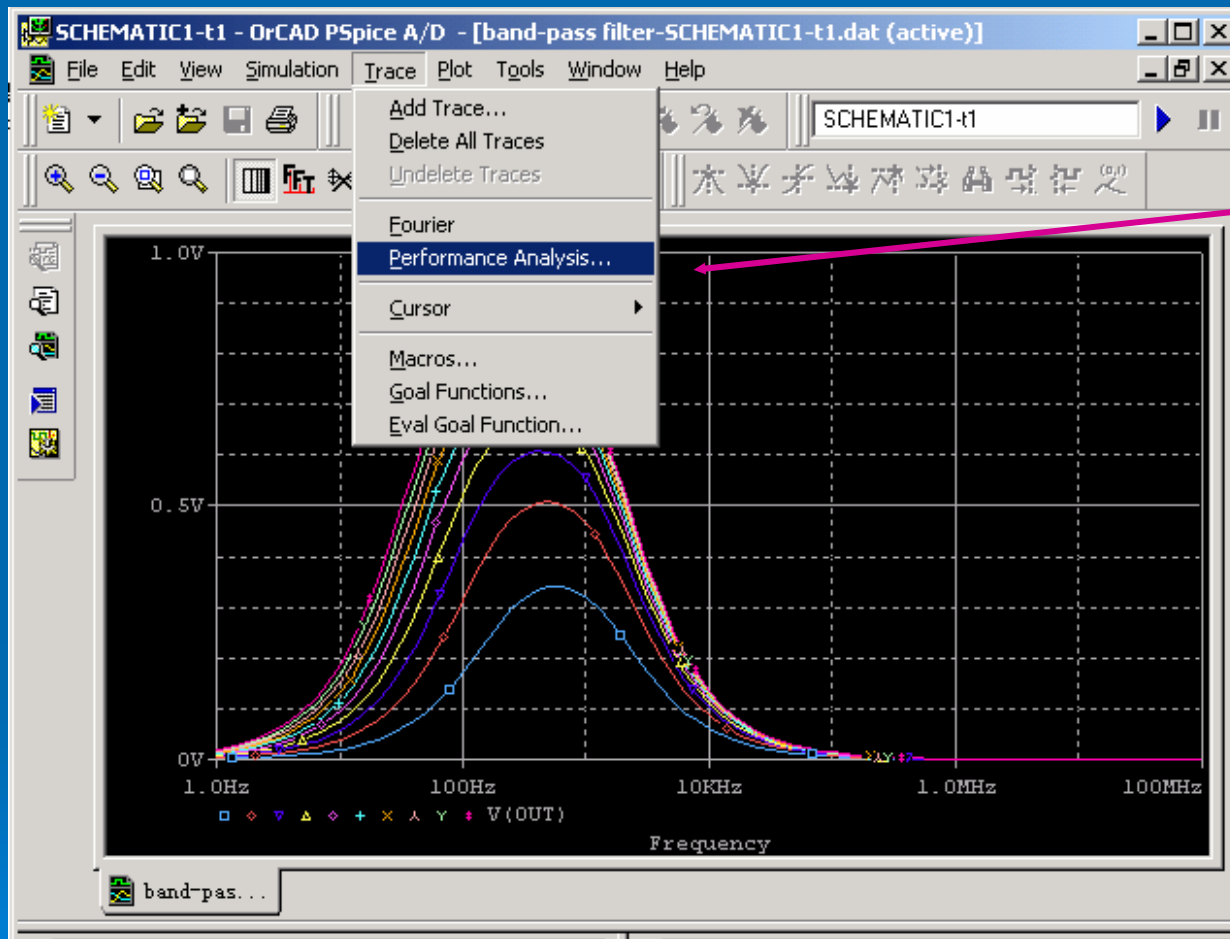 SCHEMATIC1-t1 - OrCAD PSpice A/D - [band-pass filter-SCHEMATIC1-t1.dat (active)]
File Edit View Simulation Trace Plot Tools Window Help
Add Trace...
Delete All Traces
Undelete Traces
Fourier
Performance Analysis...
Cursor
Macros...
Goal Functions...
Eval Goal Function...
SCHEMATIC1-t1
FFT
1.0V
0.5V
0V
1.0Hz 100Hz 10KHz 1.0MHz 100MHz
V(OUT)
Frequency
band-pas...